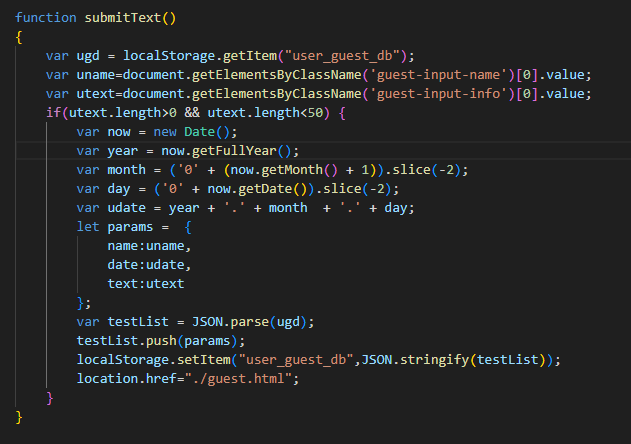 function submitText()
{
    var ugd = localStorage.getItem("user_guest_db");
    var uname=document.getElementsByClassName('guest-input-name')[0].value;
    var utext=document.getElementsByClassName('guest-input-info')[0].value;
    if(utext.length>0 && utext.length<50) {
        var now = new Date();
        var year = now.getFullYear();
        var month = ('0' + (now.getMonth() + 1)).slice(-2);
        var day = ('0' + now.getDate()).slice(-2);
        var udate = year + '.' + month  + '.' + day;
        let params =  {
            name:uname,
            date:udate,
            text:utext
        };
        var testList = JSON.parse(ugd);
        testList.push(params);
        localStorage.setItem("user_guest_db",JSON.stringify(testList));
        location.href="./guest.html";
    }
}